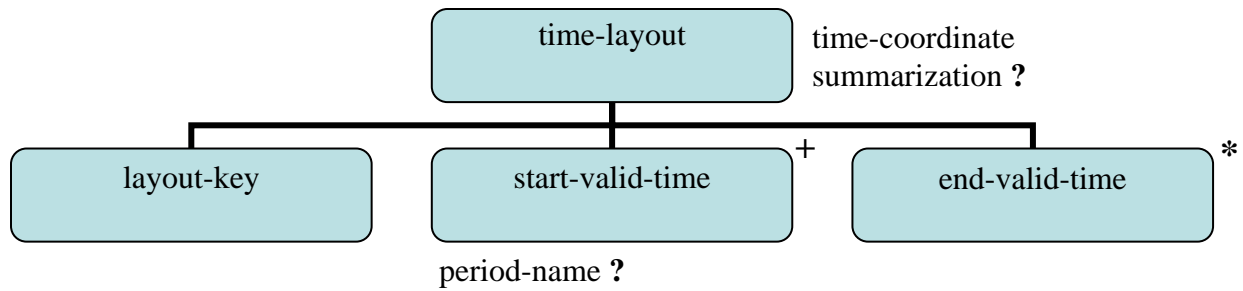 time-layout
time-coordinate
summarization ?
layout-key
start-valid-time +
end-valid-time *
period-name ?